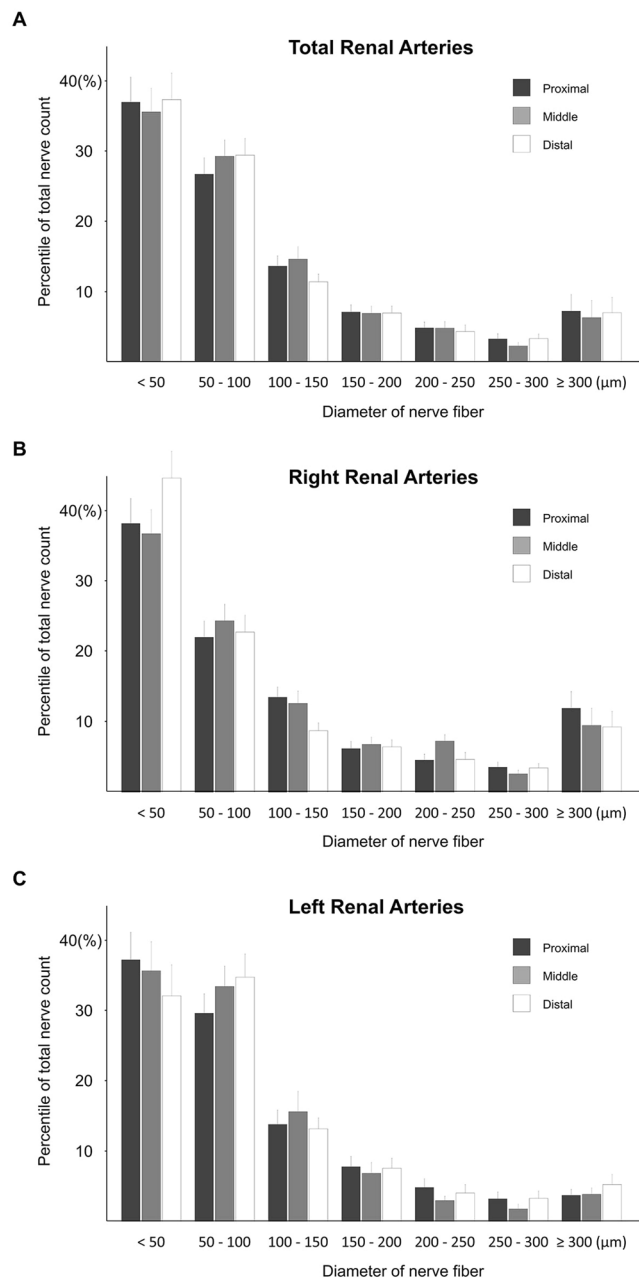 A
Total Renal Arteries
40(%)
30
20
10
Percentile of total nerve count
Proximal
Middle
Distal
< 50 50 - 100 100 - 150 150 - 200 200 - 250 250 - 300 ≥ 300 (μm)
Diameter of nerve fiber
B
Right Renal Arteries
40(%)
30
20
10
Percentile of total nerve count
Proximal
Middle
Distal
< 50 50 - 100 100 - 150 150 - 200 200 - 250 250 - 300 ≥ 300 (μm)
Diameter of nerve fiber
C
Left Renal Arteries
40(%)
30
20
10
Percentile of total nerve count
Proximal
Middle
Distal
< 50 50 - 100 100 - 150 150 - 200 200 - 250 250 - 300 ≥ 300 (μm)
Diameter of nerve fiber